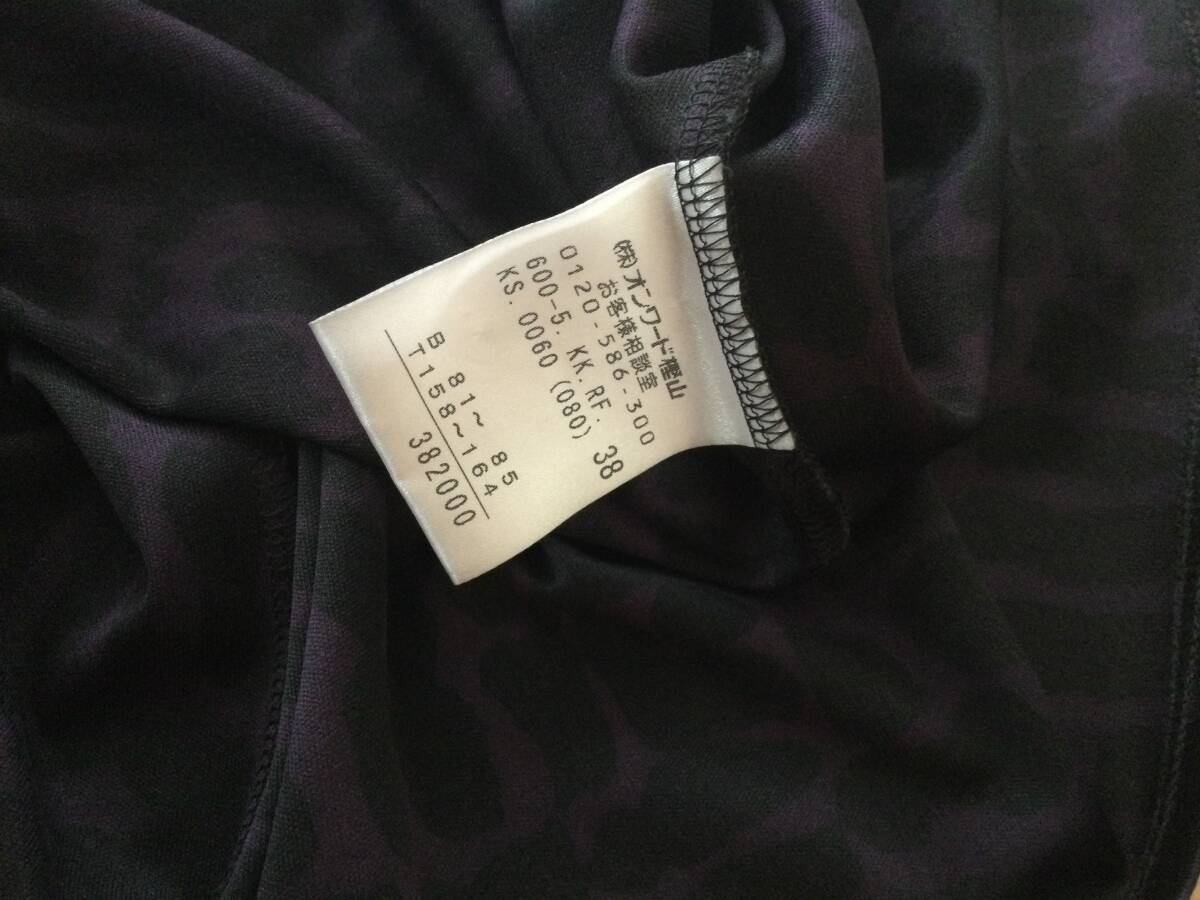 (株)オンワード樫山
お客様相談室
0120-586-300
600-5. KK.RF. 38
KS.0060(080)
B 81~ 85
T158~164
382000